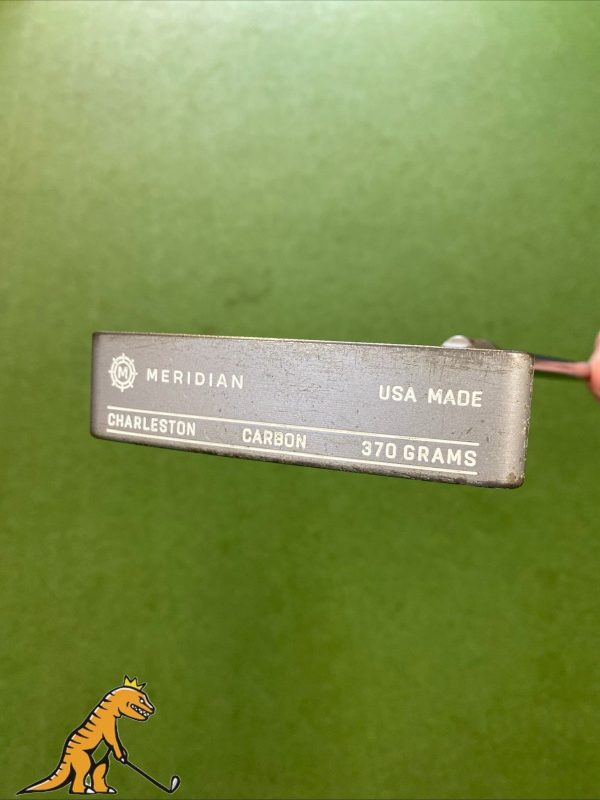 M MERIDIAN USA MADE
CHARLESTON CARBON 370 GRAMS